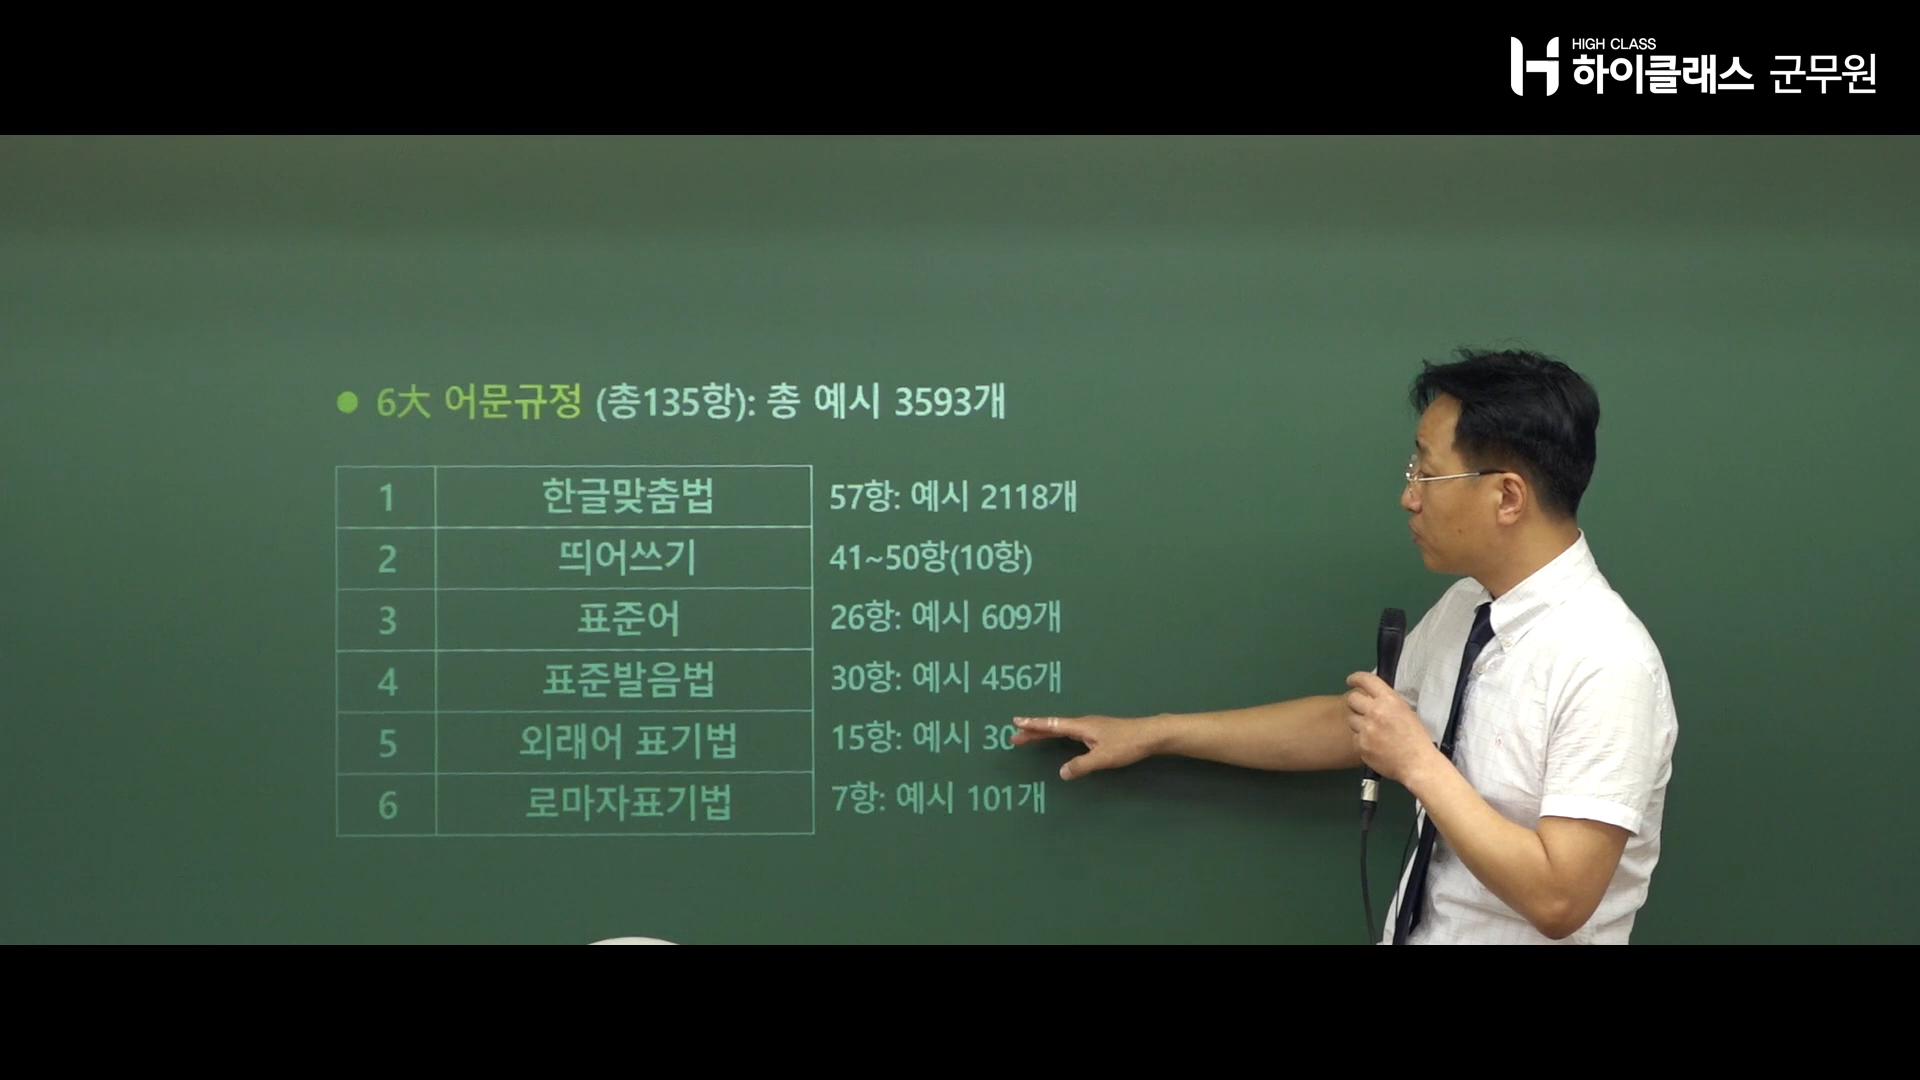 HIGH CLASS
하이클래스 군무원
● 6大 어문규정 (총135항): 총 예시 3593개
1 한글맞춤법 57항: 예시 2118개
2 띄어쓰기 41~50항(10항)
3 표준어 26항: 예시 609개
4 표준발음법 30항: 예시 456개
5 외래어 표기법 15항: 예시
6 로마자표기법 7항: 예시 101개